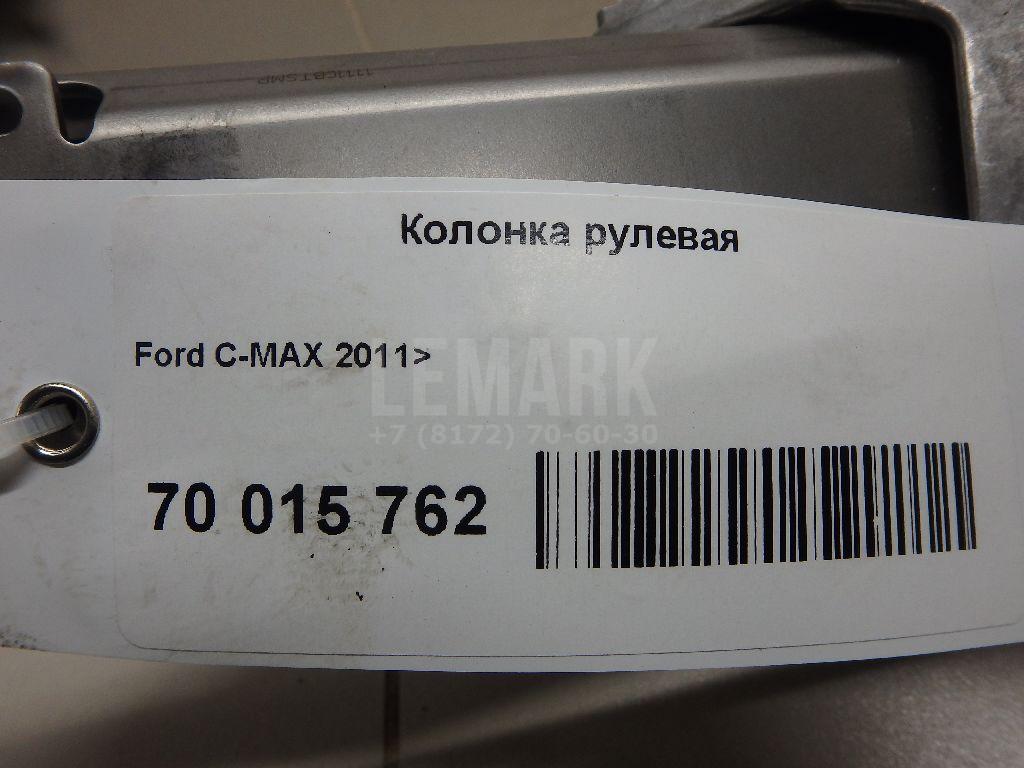 Колонка рулевая
Ford C-MAX 2011>
LEMARK
+7 (8172) 70-60-30
70 015 762